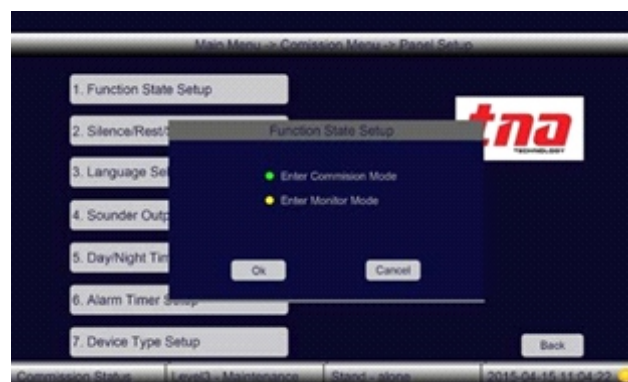 Main Menu -> Comission Menu -> Panel Setup
1. Function State Setup
2. Silence/Rest/
Function State Setup
tna
TECHNOLOGY
3. Language Sel
Enter Commision Mode
Enter Monitor Mode
4. Sounder Outp
5. Day/Night Tim
Ok
Cancel
6. Alarm Timer Setup
7. Device Type Setup
Back
Commission Status
Level3 - Maintenance
Stand - alone
2015-04-15 11:04:22